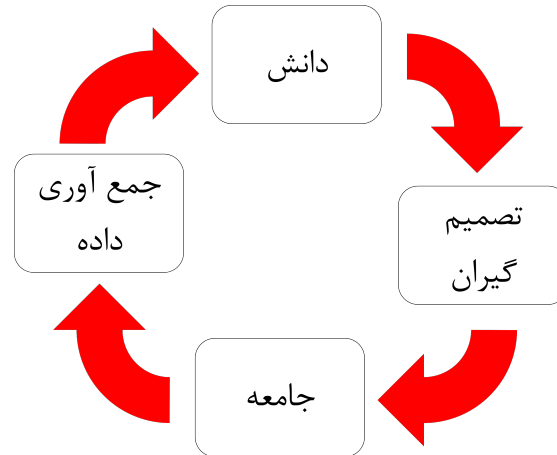 دانش
تصمیم
گیران
جامعه
جمع آوری
داده